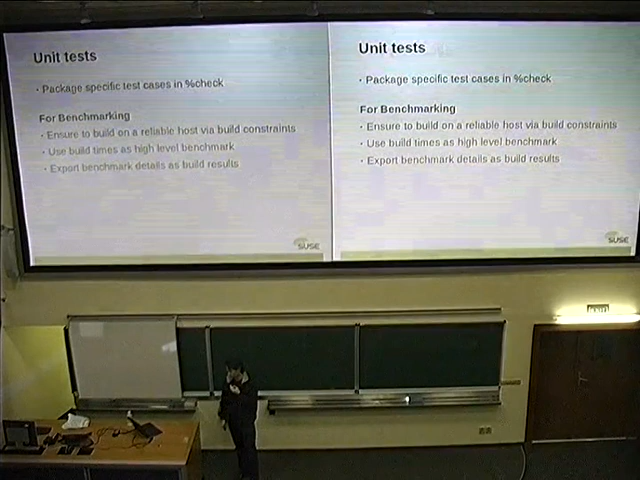 Unit tests
· Package specific test cases in %check
For Benchmarking
· Ensure to build on a reliable host via build constraints
· Use build times as high level benchmark
· Export benchmark details as build results
SUSE
Unit tests
· Package specific test cases in %check
For Benchmarking
· Ensure to build on a reliable host via build constraints
· Use build times as high level benchmark
· Export benchmark details as build results
SUSE
EXIT